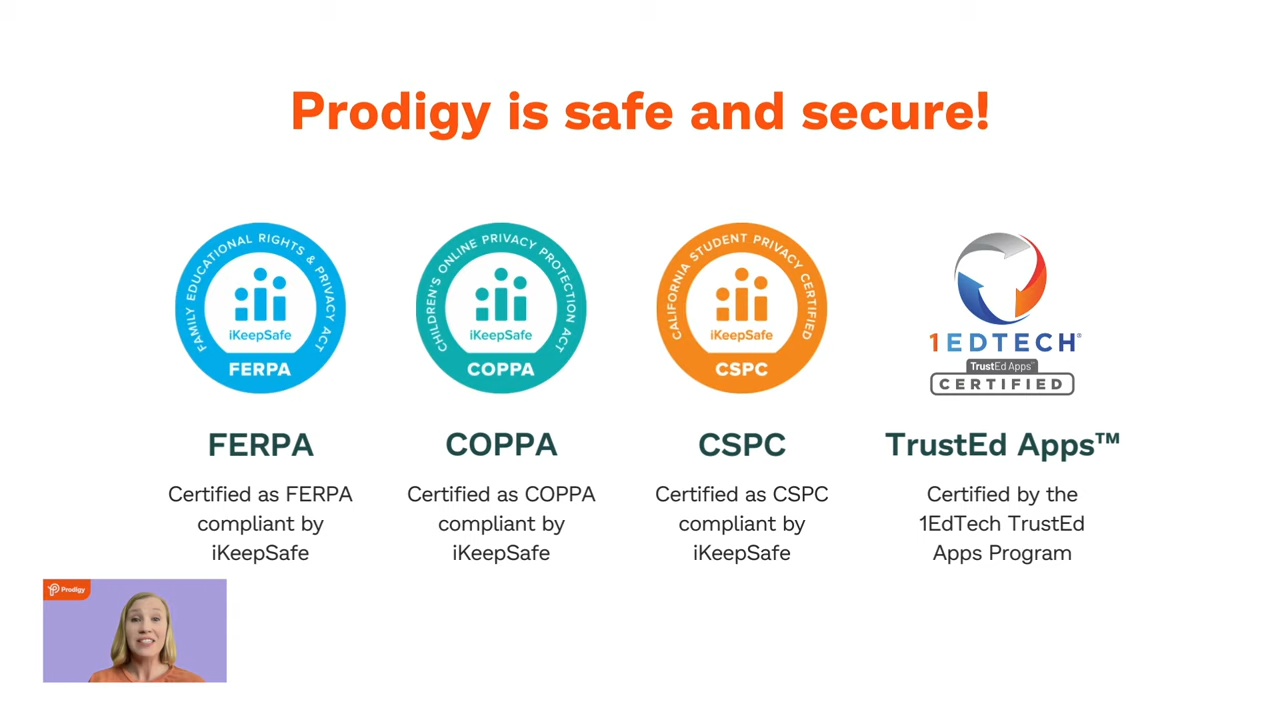 Prodigy is safe and secure!
FAMILY EDUCATIONAL RIGHTS & PRIVACY ACT
iKeepSafe
FERPA
CHILDREN'S ONLINE PRIVACY PROTECTION ACT
iKeepSafe
COPPA
CALIFORNIA STUDENT PRIVACY CERTIFIED
iKeepSafe
CSPC
1EDTECH®
TrustEd Apps™
CERTIFIED
FERPA
Certified as FERPA
compliant by
iKeepSafe
COPPA
Certified as COPPA
compliant by
iKeepSafe
CSPC
Certified as CSPC
compliant by
iKeepSafe
TrustEd Apps™
Certified by the
1EdTech TrustEd
Apps Program
Prodigy